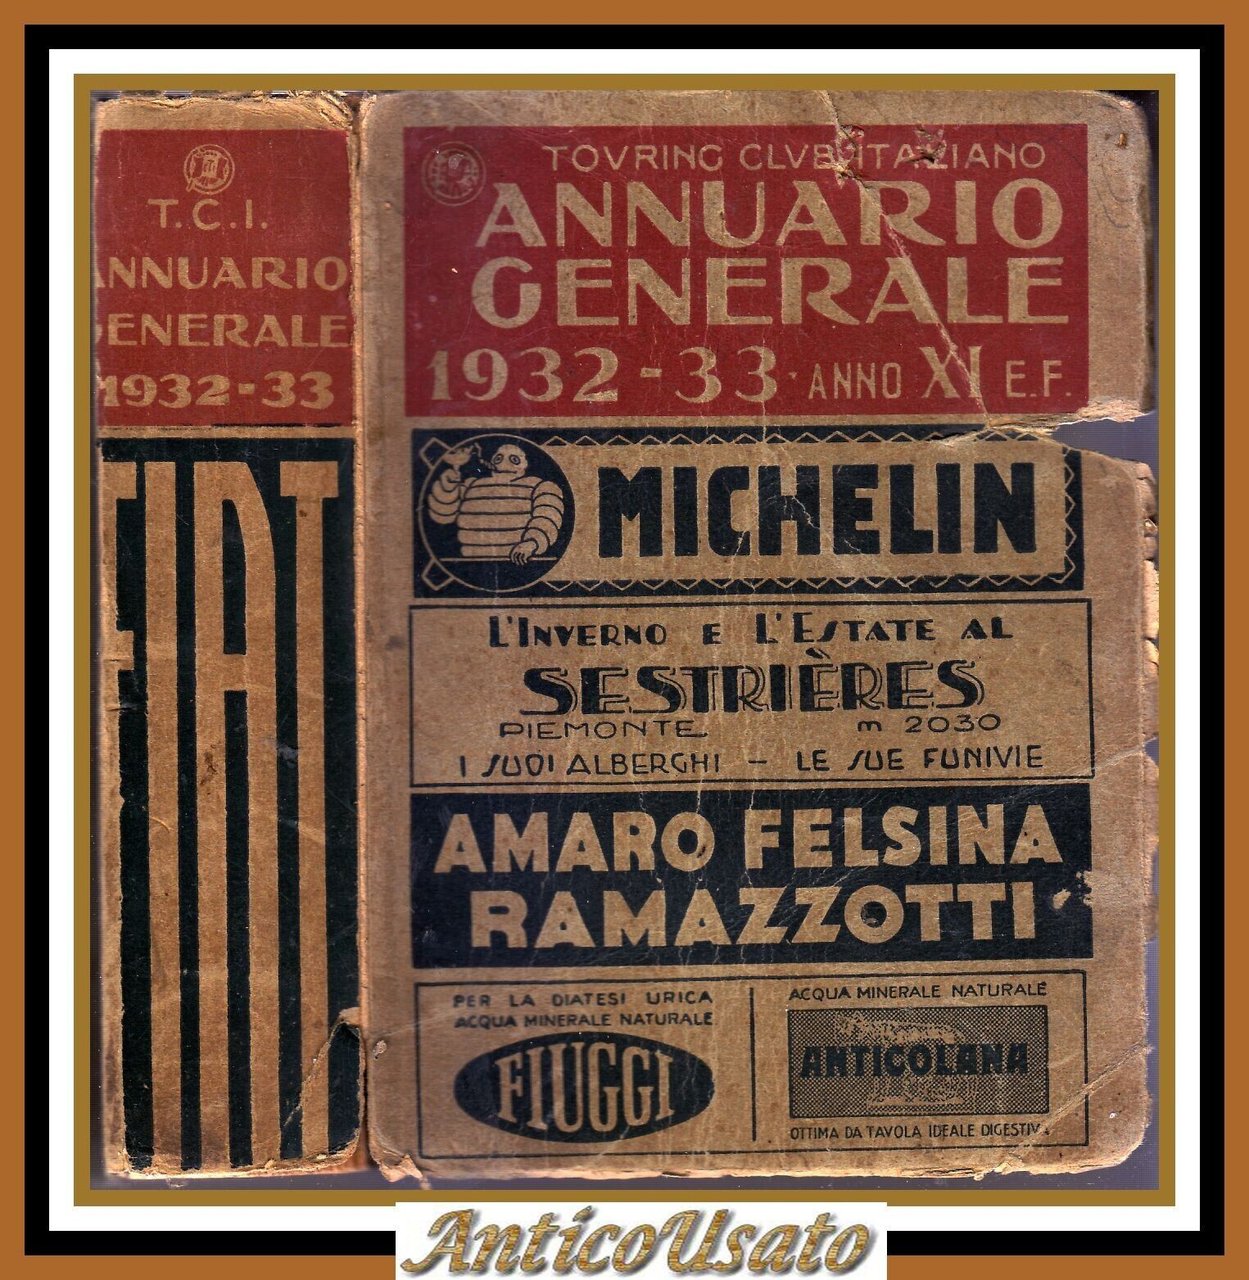 T.C.I.
ANNUARIO
GENERALE
1932-33
FIAT
TOVRING CLVB ITALIANO
ANNUARIO
GENERALE
1932-33 · ANNO XI E.F.
MICHELIN
L'INVERNO E L'ESTATE AL
SESTRIÈRES
PIEMONTE m 2030
I SUOI ALBERGHI – LE SUE FUNIVIE
AMARO FELSINA
RAMAZZOTTI
PER LA DIATESI URICA
ACQUA MINERALE NATURALE
FIUGGI
ACQUA MINERALE NATURALE
ANTICOLANA
OTTIMA DA TAVOLA IDEALE DIGESTIVA
AnticoUsato